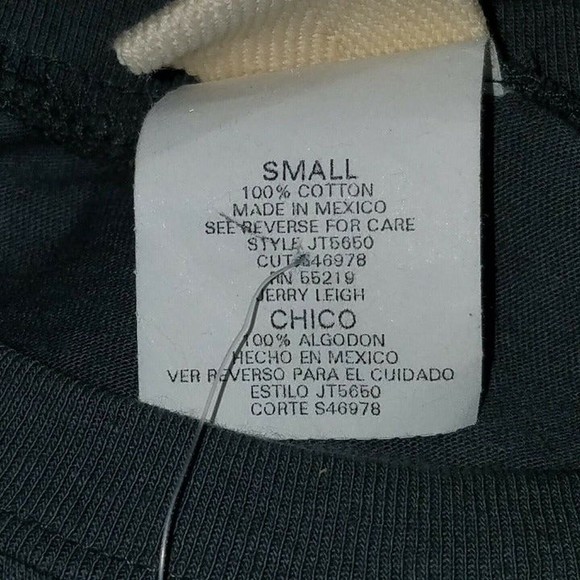 SMALL
100% COTTON
MADE IN MEXICO
SEE REVERSE FOR CARE
STYLE JT5650
CUT S46978
RN 55219
JERRY LEIGH
CHICO
100% ALGODON
HECHO EN MEXICO
VER REVERSO PARA EL CUIDADO
ESTILO JT5650
CORTE S46978